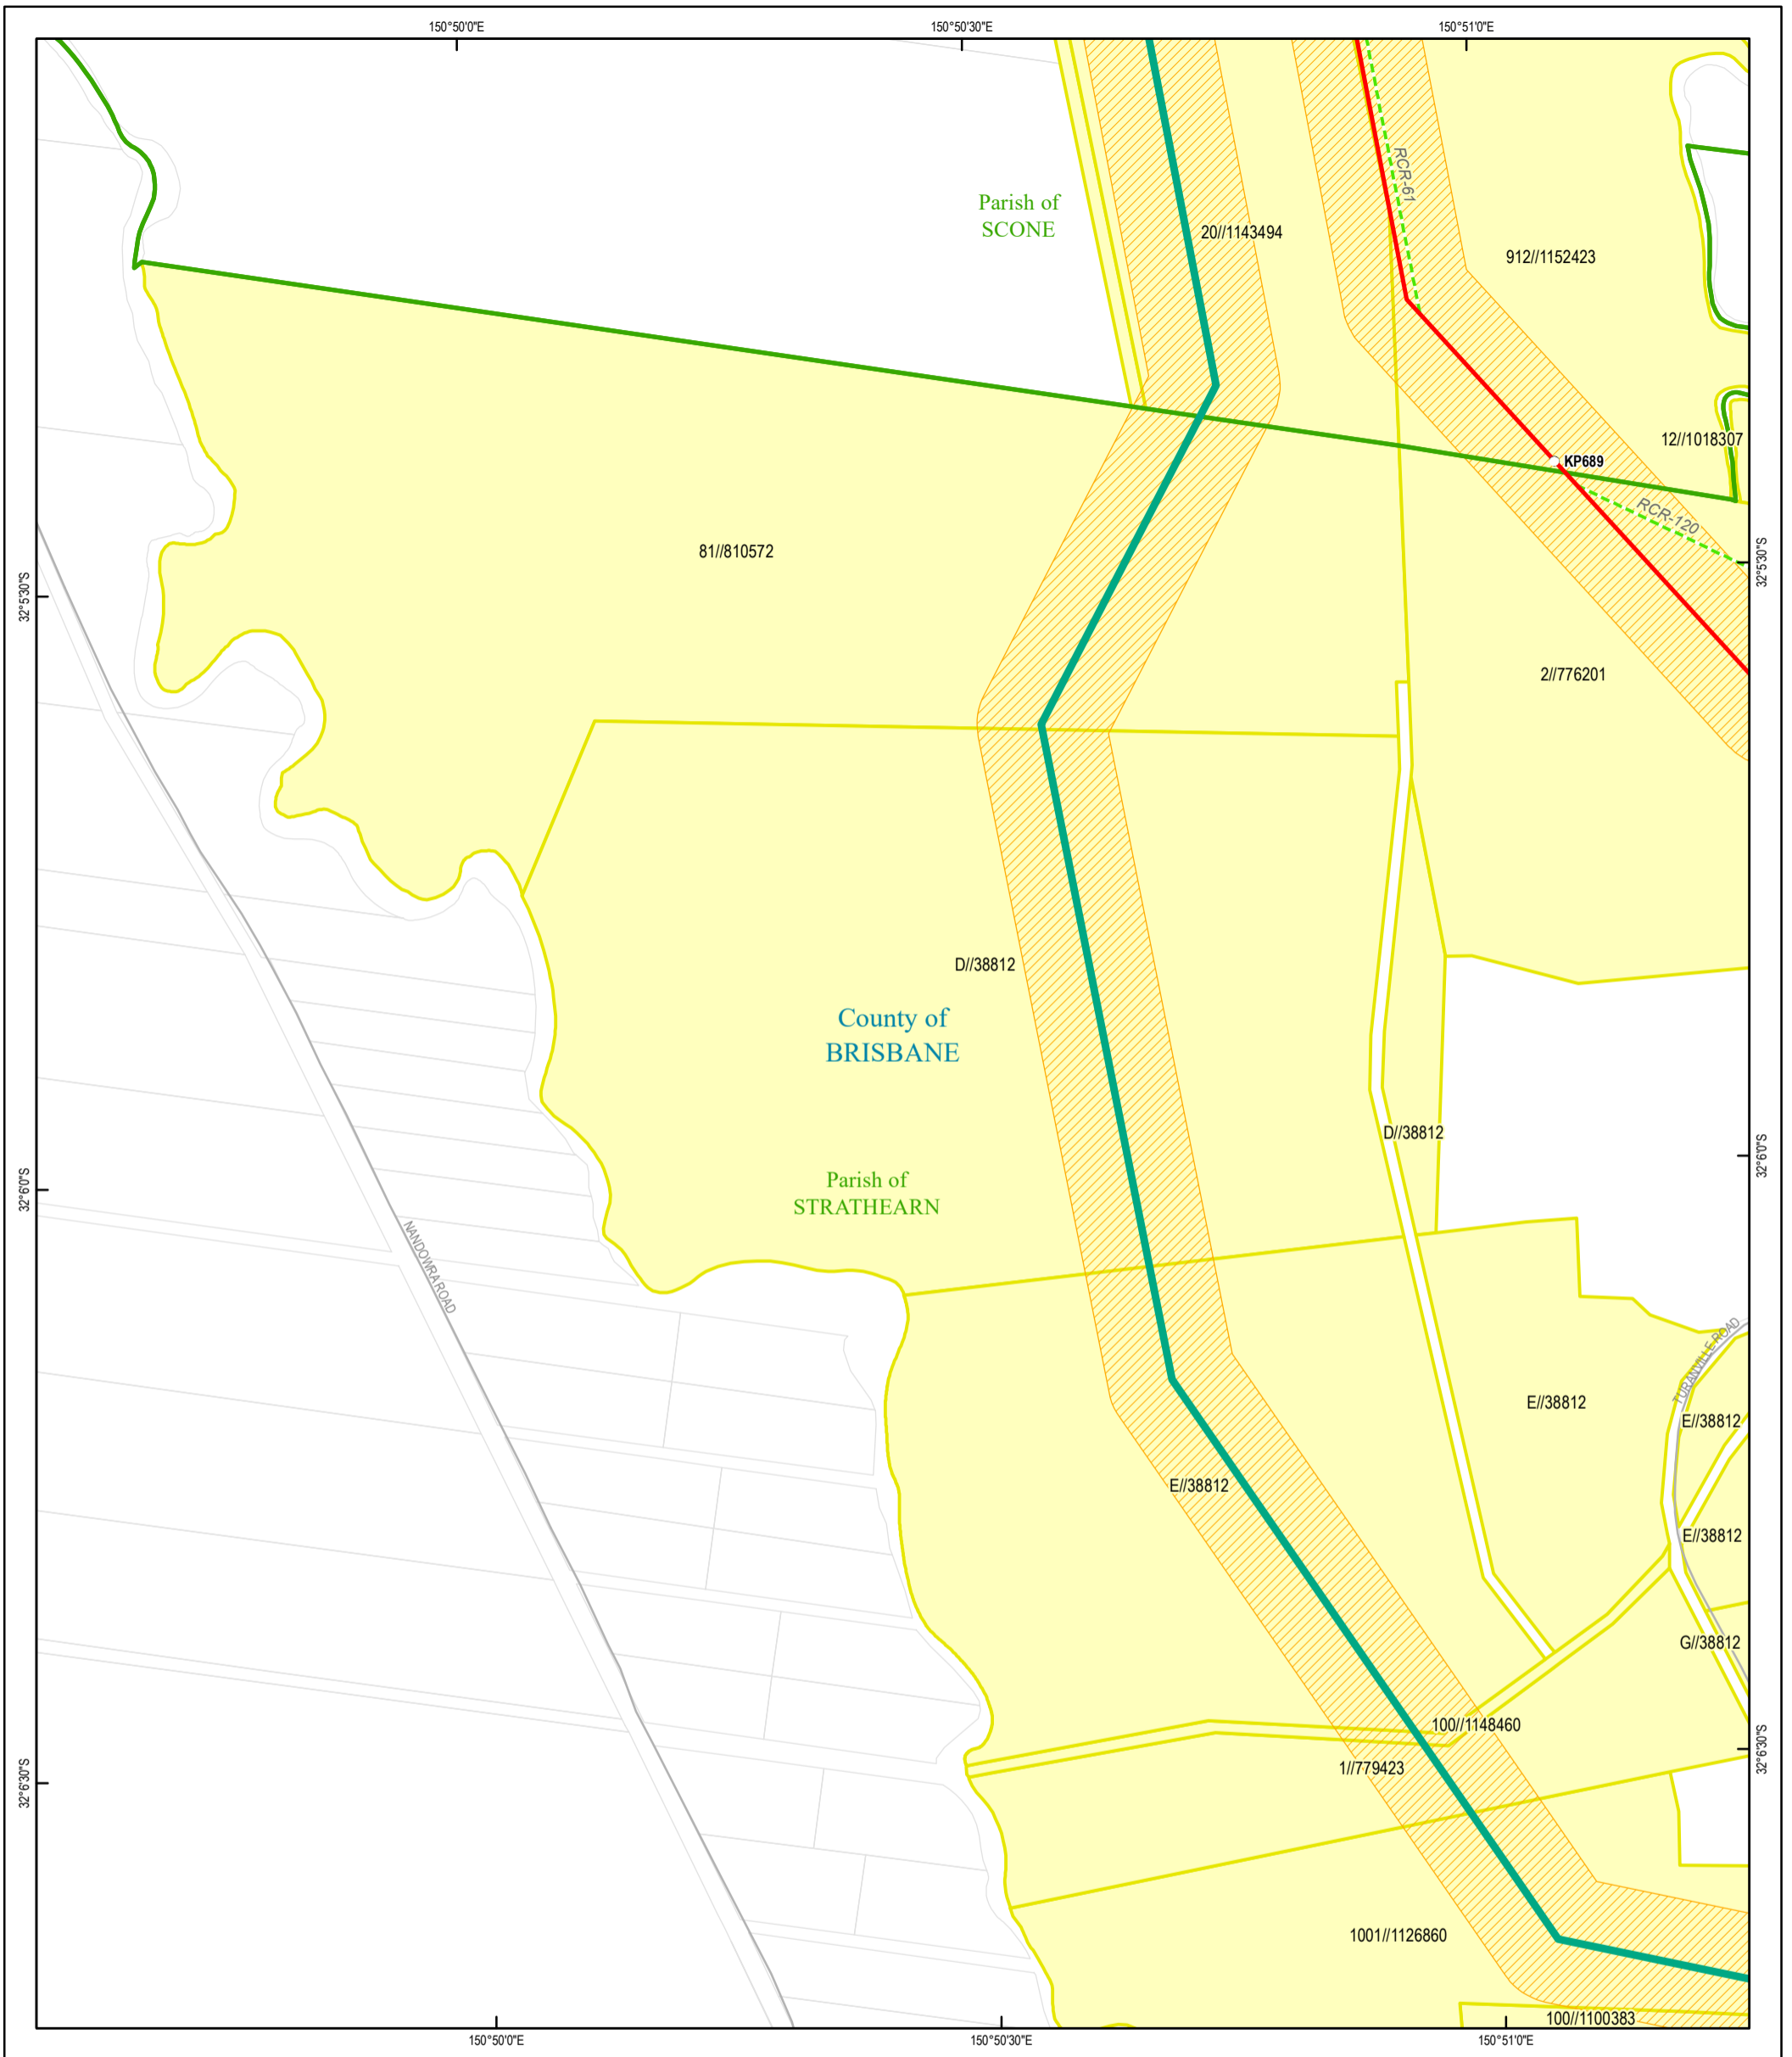 150°50'0"E
150°50'30"E
150°51'0"E
RCR-61
Parish of
SCONE
20//1143494
912//1152423
12//1018307
KP689
RCR-120
81//810572
32°5'30"S
32°5'30"S
2//776201
D//38812
County of
BRISBANE
D//38812
32°6'0"S
32°6'0"S
Parish of
STRATHEARN
NANDOWRA ROAD
TURANVILLE ROAD
E//38812
E//38812
E//38812
E//38812
G//38812
100//1148460
1//779423
32°6'30"S
32°6'30"S
1001//1126860
100//1100383
150°50'0"E
150°50'30"E
150°51'0"E